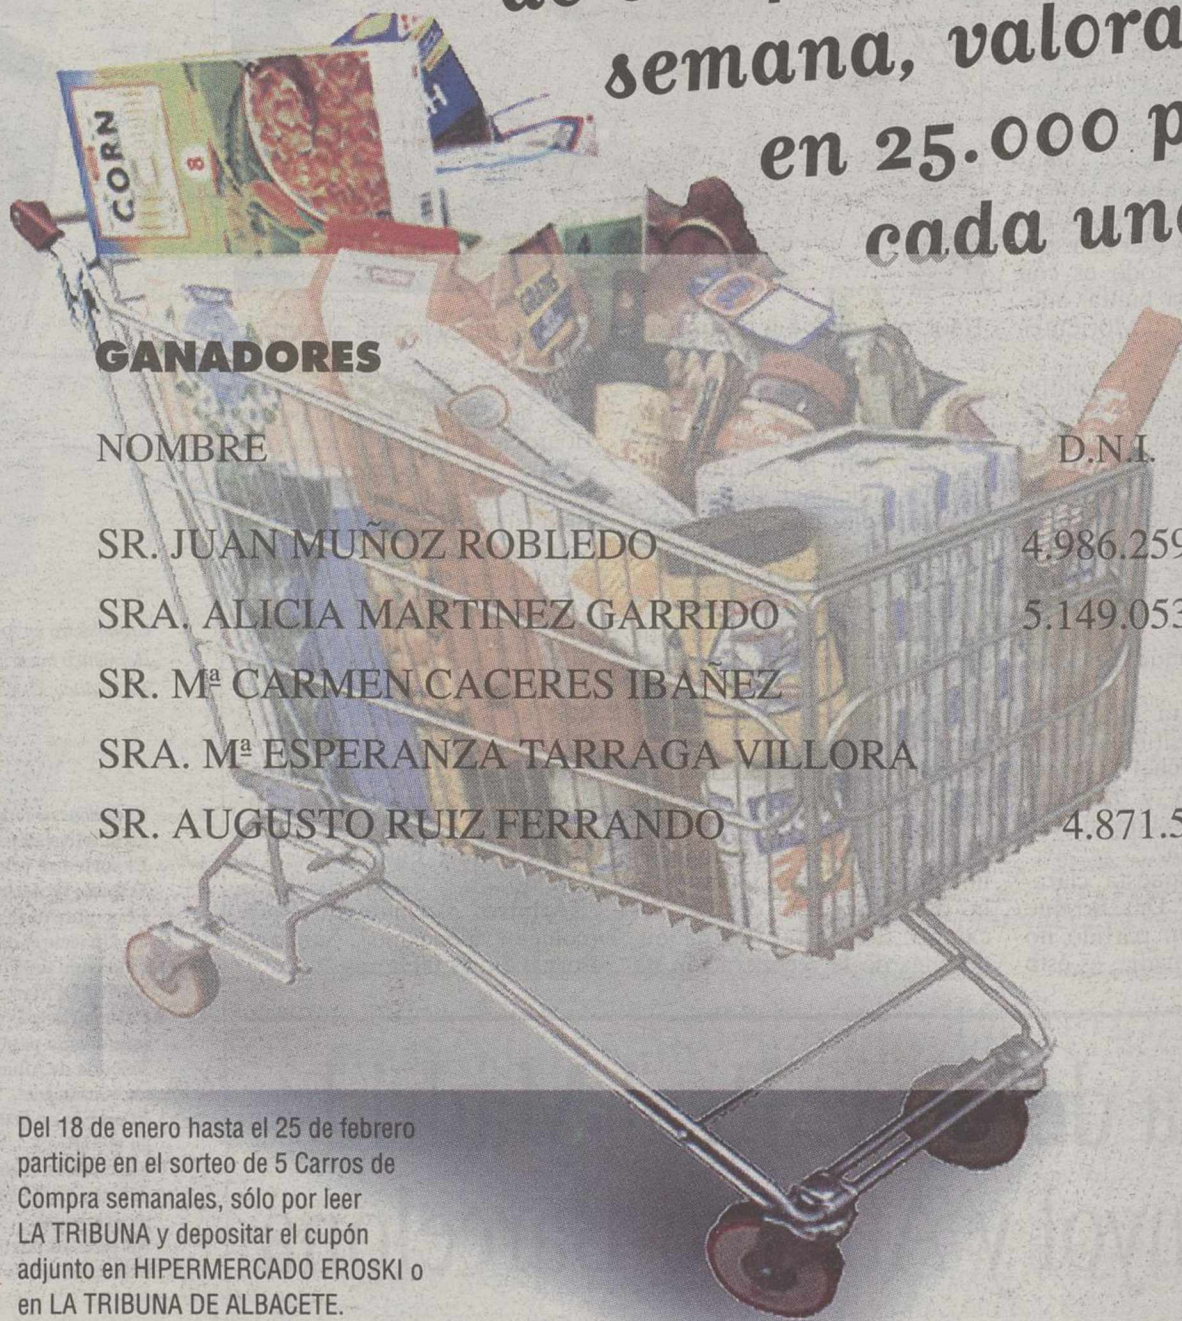 semana, valora
en 25.000 p
cada un
CORN
8
GANADORES
NOMBRE D.N.I.
SR. JUAN MUÑOZ ROBLEDO 4.986.259
SRA. ALICIA MARTINEZ GARRIDO 5.149.053
SR. Mª CARMEN CACERES IBAÑEZ
SRA. Mª ESPERANZA TARRAGA VILLORA
SR. AUGUSTO RUIZ FERRANDO 4.871.5
Del 18 de enero hasta el 25 de febrero
participe en el sorteo de 5 Carros de
Compra semanales, sólo por leer
LA TRIBUNA y depositar el cupón
adjunto en HIPERMERCADO EROSKI o
en LA TRIBUNA DE ALBACETE.